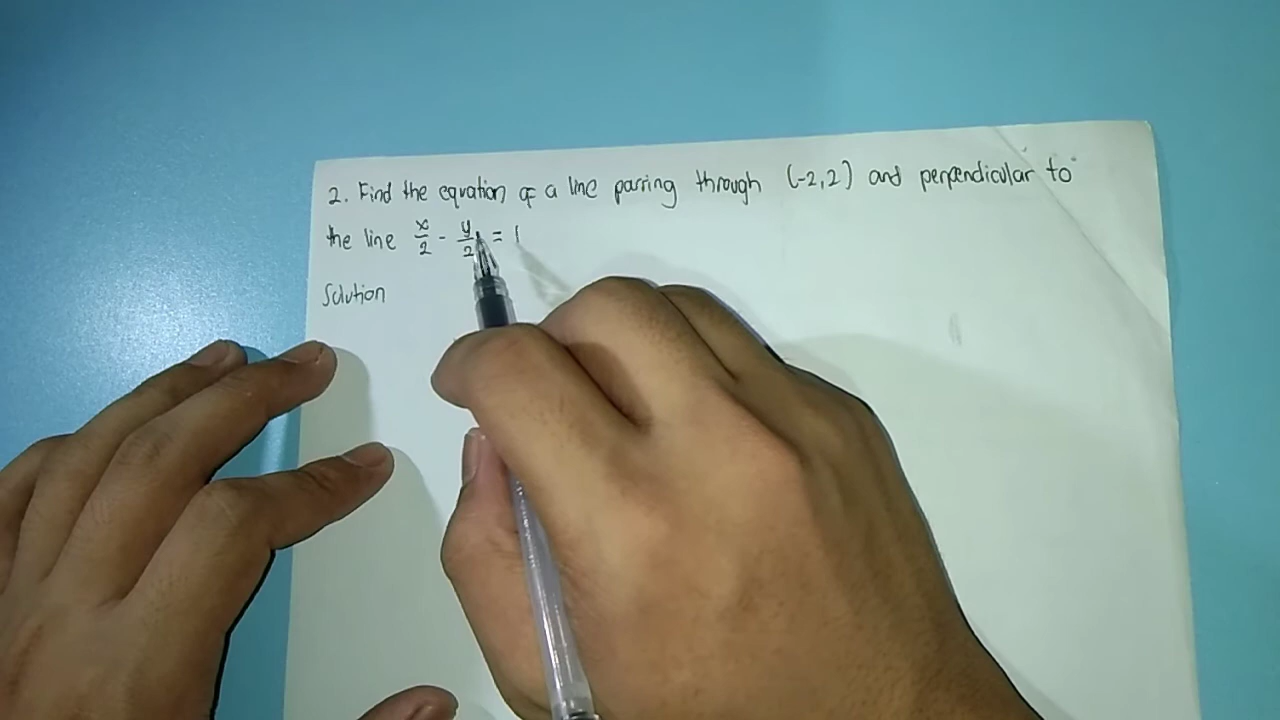 2. Find the equation of a line passing through (-2,2) and perpendicular to
the line x/2 - y/2 = 1
Solution